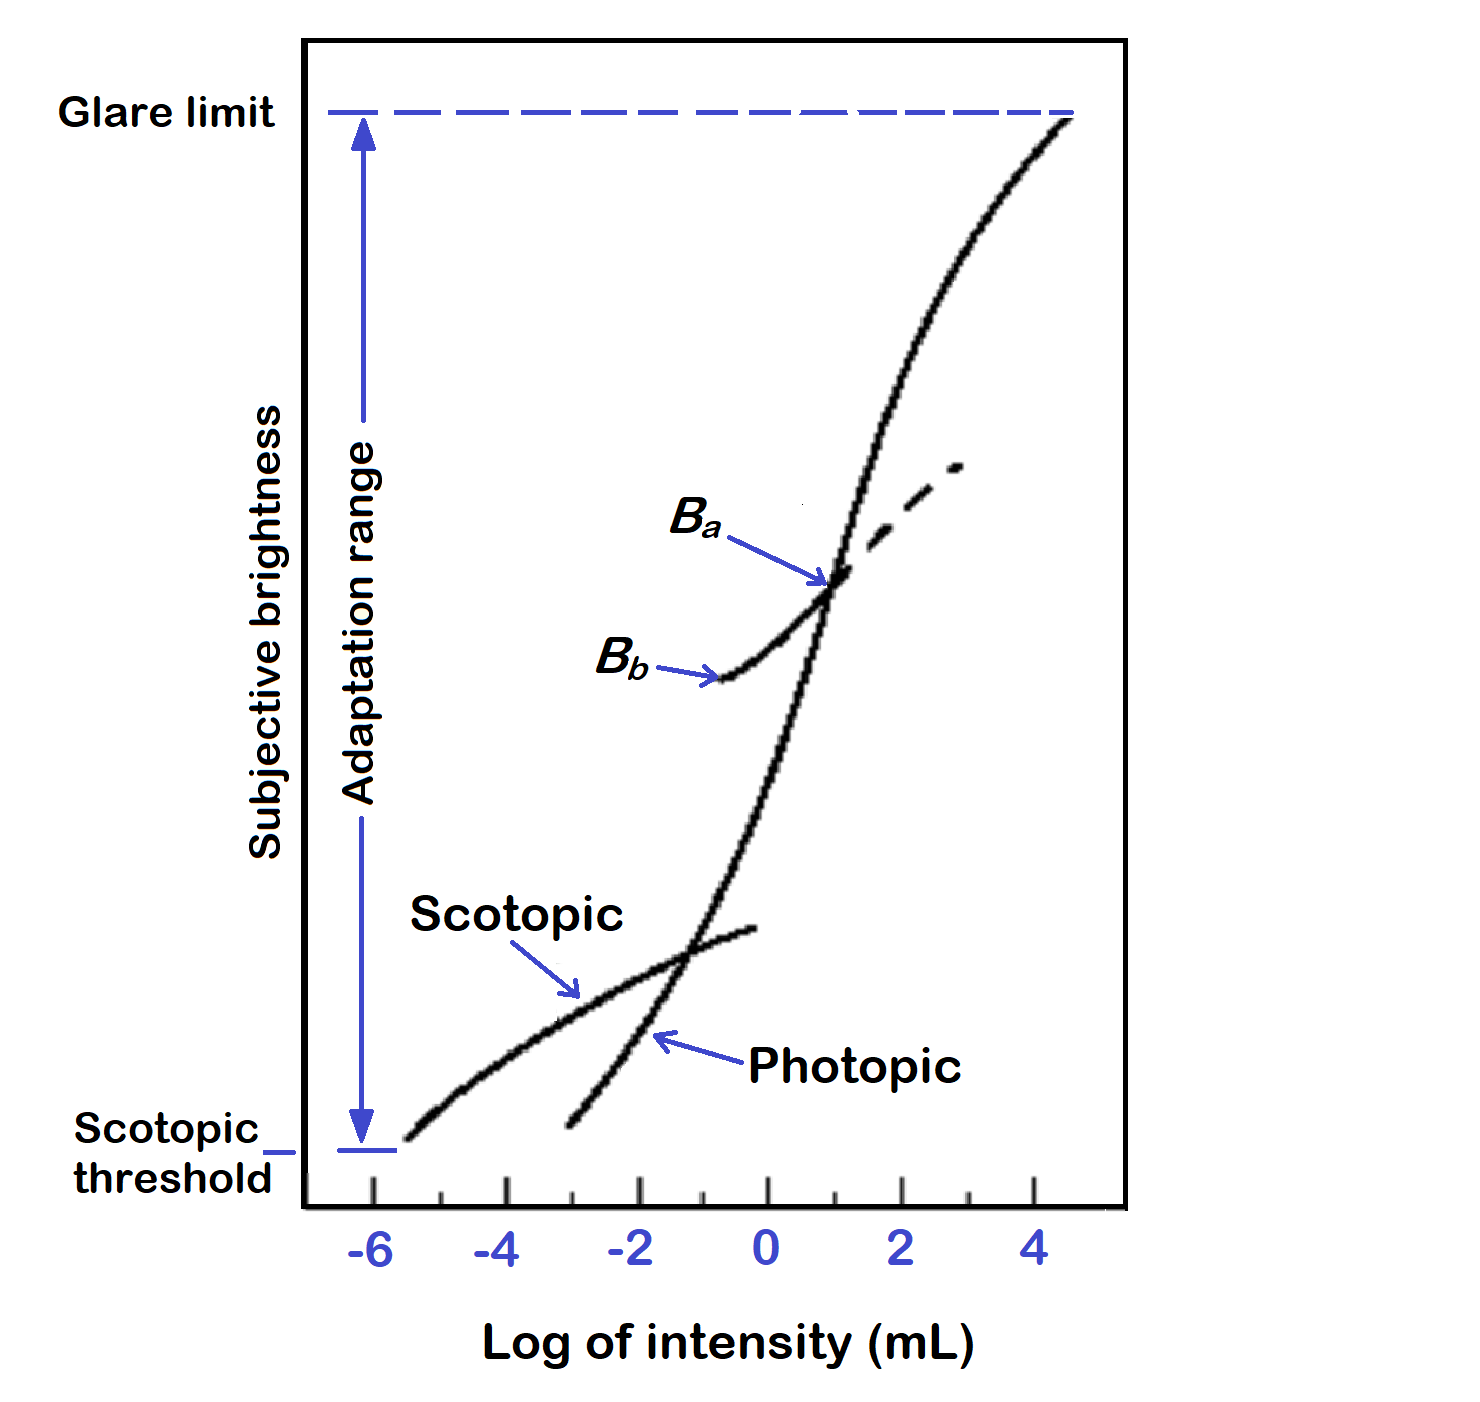 Glare limit
Subjective brightness
Adaptation range
Ba
Bb
Scotopic
Photopic
Scotopic
threshold
-6 -4 -2 0 2 4
Log of intensity (mL)